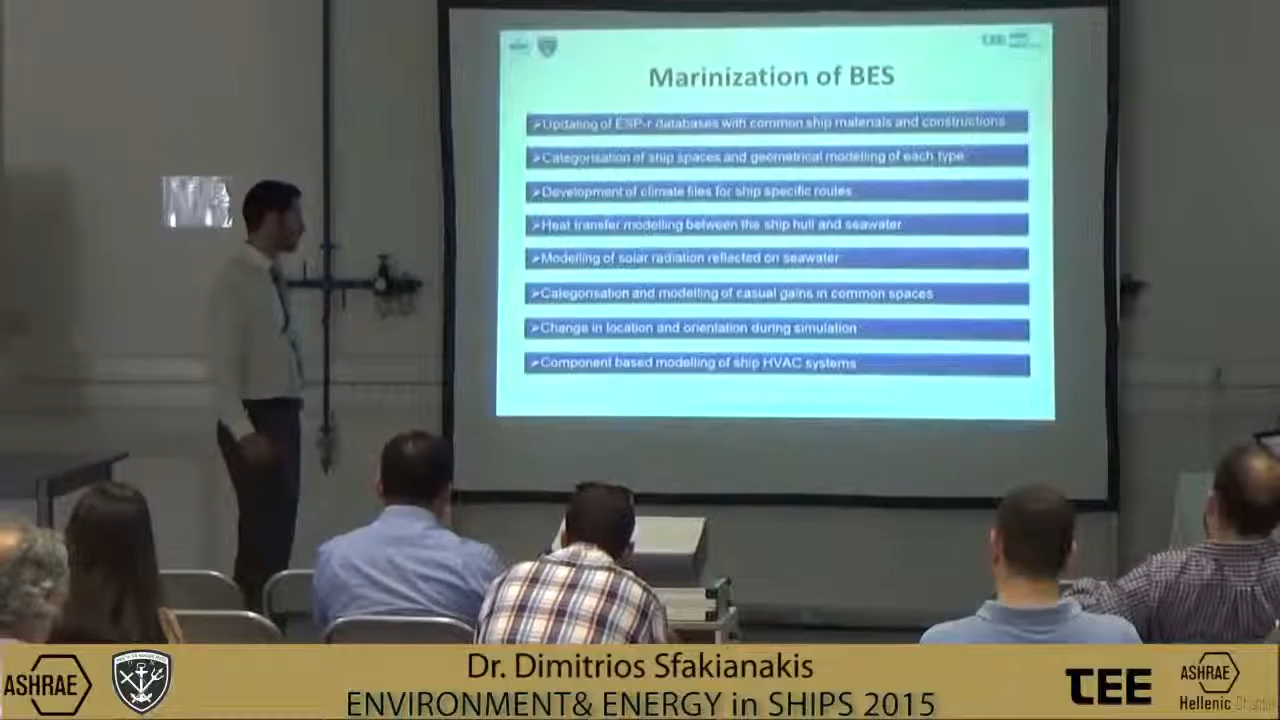 Marinization of BES
➢Updating of ESP-r databases with common ship materials and constructions
➢Categorisation of ship spaces and geometrical modelling of each type
➢Development of climate files for ship specific routes
➢Heat transfer modelling between the ship hull and seawater
➢Modelling of solar radiation reflected on seawater
➢Categorisation and modelling of casual gains in common spaces
➢Change in location and orientation during simulation
➢Component based modelling of ship HVAC systems
Dr. Dimitrios Sfakianakis
ENVIRONMENT& ENERGY in SHIPS 2015
ASHRAE
TEE
ASHRAE
Hellenic Chapter